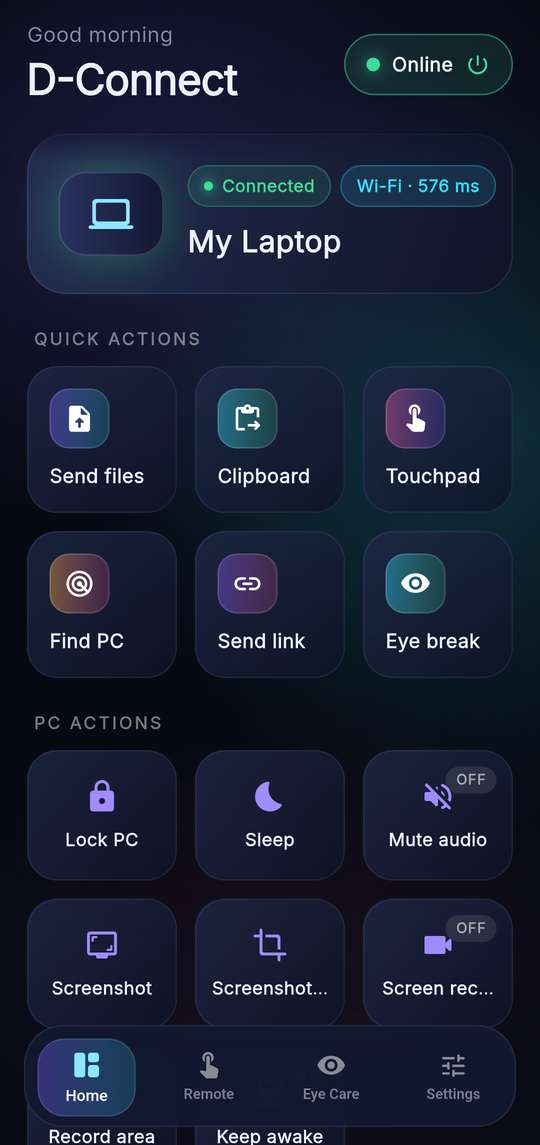 Good morning
D-Connect
Online
Connected
Wi-Fi · 576 ms
My Laptop
QUICK ACTIONS
Send files
Clipboard
Touchpad
Find PC
Send link
Eye break
PC ACTIONS
Lock PC
Sleep
OFF
Mute audio
Screenshot
Screenshot...
OFF
Screen rec...
Home
Remote
Eye Care
Settings
Record area
Keep awake